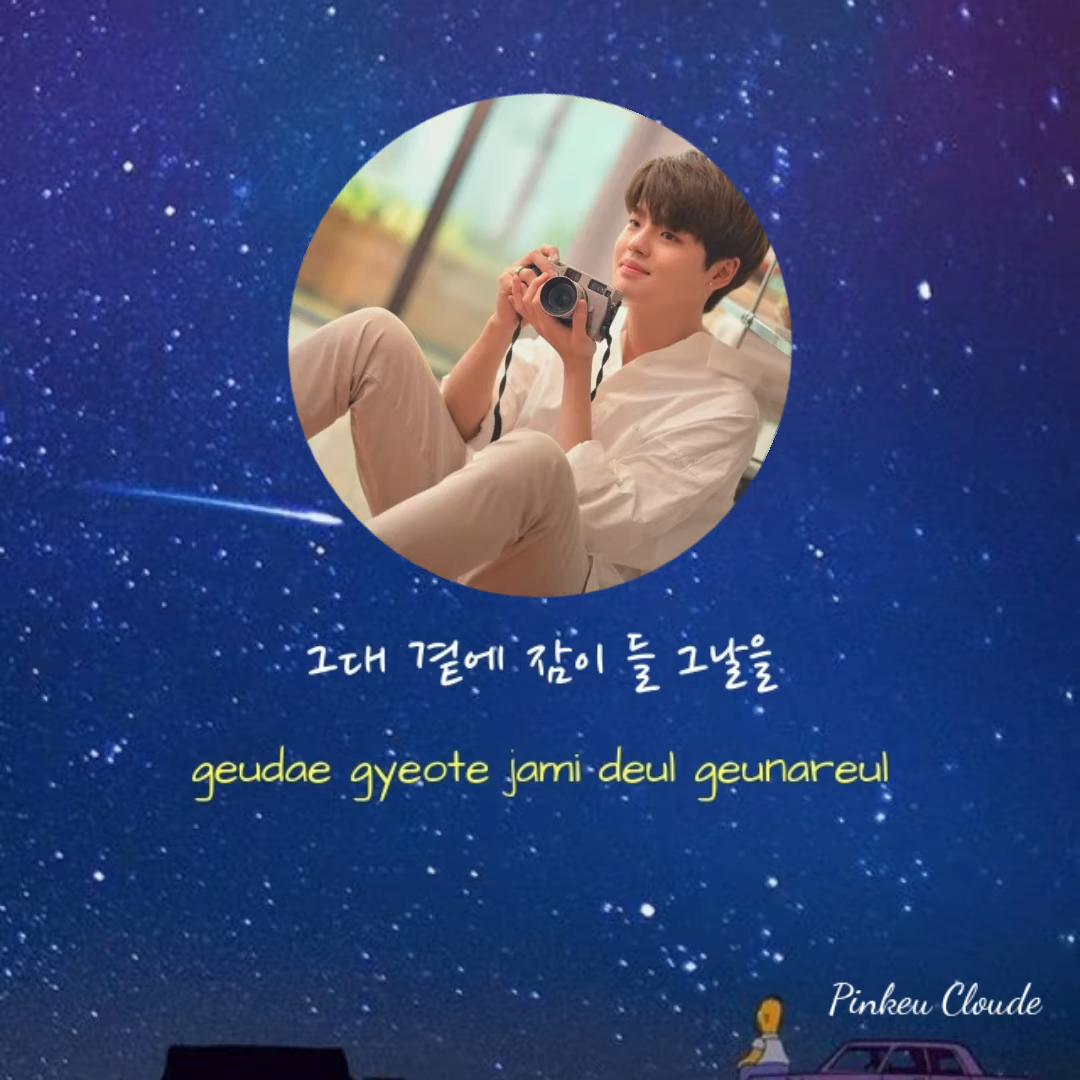 그대 곁에 잠이 들 그날을
geudae gyeote jami deul geunareul
Pinkeu Cloude